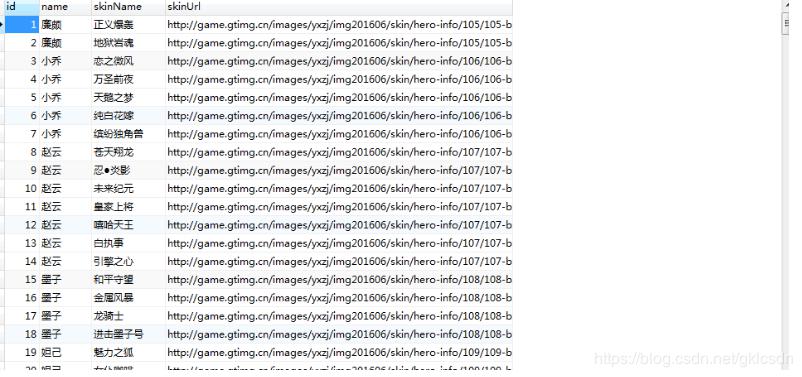 id name skinName skinUrl
1 廉颇 正义爆轰 http://game.gtimg.cn/images/yxzj/img201606/skin/hero-info/105/105-b
2 廉颇 地狱岩魂 http://game.gtimg.cn/images/yxzj/img201606/skin/hero-info/105/105-b
3 小乔 恋之微风 http://game.gtimg.cn/images/yxzj/img201606/skin/hero-info/106/106-b
4 小乔 万圣前夜 http://game.gtimg.cn/images/yxzj/img201606/skin/hero-info/106/106-b
5 小乔 天鹅之梦 http://game.gtimg.cn/images/yxzj/img201606/skin/hero-info/106/106-b
6 小乔 纯白花嫁 http://game.gtimg.cn/images/yxzj/img201606/skin/hero-info/106/106-b
7 小乔 缤纷独角兽 http://game.gtimg.cn/images/yxzj/img201606/skin/hero-info/106/106-b
8 赵云 苍天翔龙 http://game.gtimg.cn/images/yxzj/img201606/skin/hero-info/107/107-b
9 赵云 忍●炎影 http://game.gtimg.cn/images/yxzj/img201606/skin/hero-info/107/107-b
10 赵云 未来纪元 http://game.gtimg.cn/images/yxzj/img201606/skin/hero-info/107/107-b
11 赵云 皇家上将 http://game.gtimg.cn/images/yxzj/img201606/skin/hero-info/107/107-b
12 赵云 嘻哈天王 http://game.gtimg.cn/images/yxzj/img201606/skin/hero-info/107/107-b
13 赵云 白执事 http://game.gtimg.cn/images/yxzj/img201606/skin/hero-info/107/107-b
14 赵云 引擎之心 http://game.gtimg.cn/images/yxzj/img201606/skin/hero-info/107/107-b
15 墨子 和平守望 http://game.gtimg.cn/images/yxzj/img201606/skin/hero-info/108/108-b
16 墨子 金属风暴 http://game.gtimg.cn/images/yxzj/img201606/skin/hero-info/108/108-b
17 墨子 龙骑士 http://game.gtimg.cn/images/yxzj/img201606/skin/hero-info/108/108-b
18 墨子 进击墨子号 http://game.gtimg.cn/images/yxzj/img201606/skin/hero-info/108/108-b
19 妲己 魅力之狐 http://game.gtimg.cn/images/yxzj/img201606/skin/hero-info/109/109-b
https://blog.csdn.net/gklcsdn